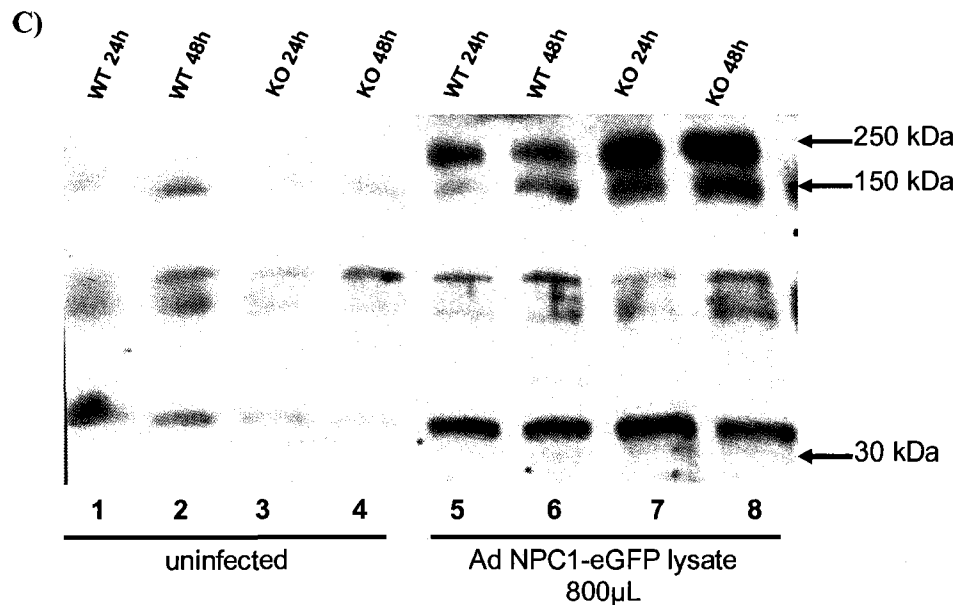 C)
WT 24h WT 48h KO 24h KO 48h WT 24h WT 48h KO 24h KO 48h
250 kDa
150 kDa
30 kDa
1 2 3 4 5 6 7 8
uninfected Ad NPC1-eGFP lysate
800µL